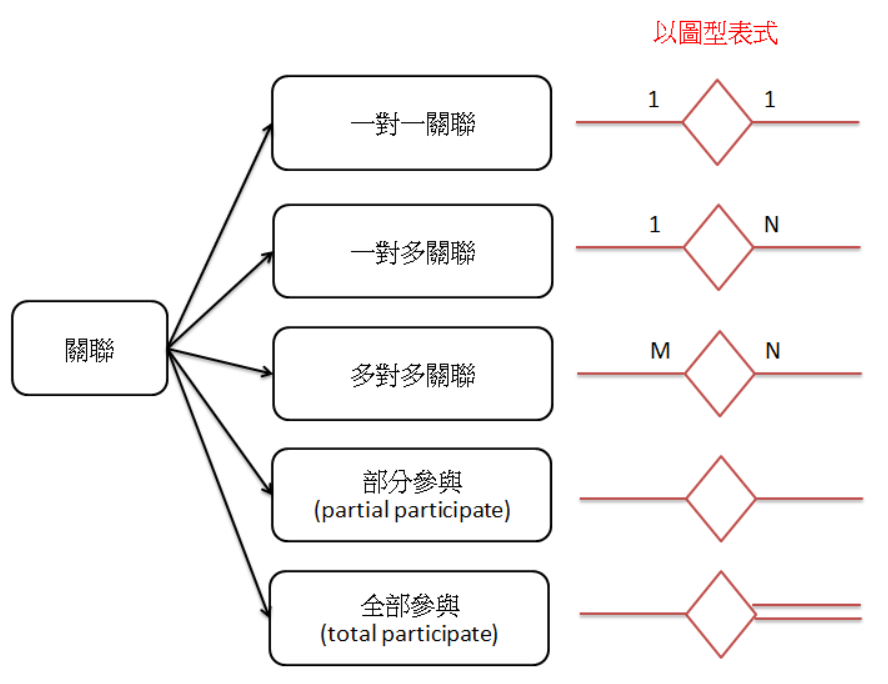 以圖型表式
一對一關聯
1
1
一對多關聯
1
N
關聯
多對多關聯
M
N
部分參與
(partial participate)
全部參與
(total participate)